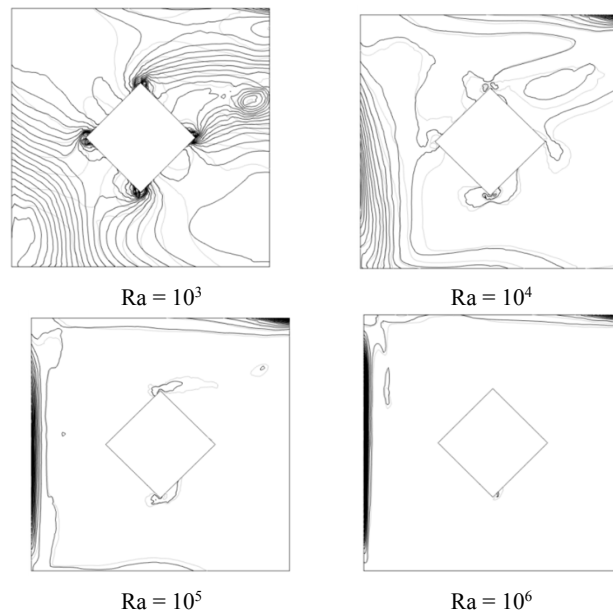 Ra = 10³
Ra = 10⁴
Ra = 10⁵
Ra = 10⁶